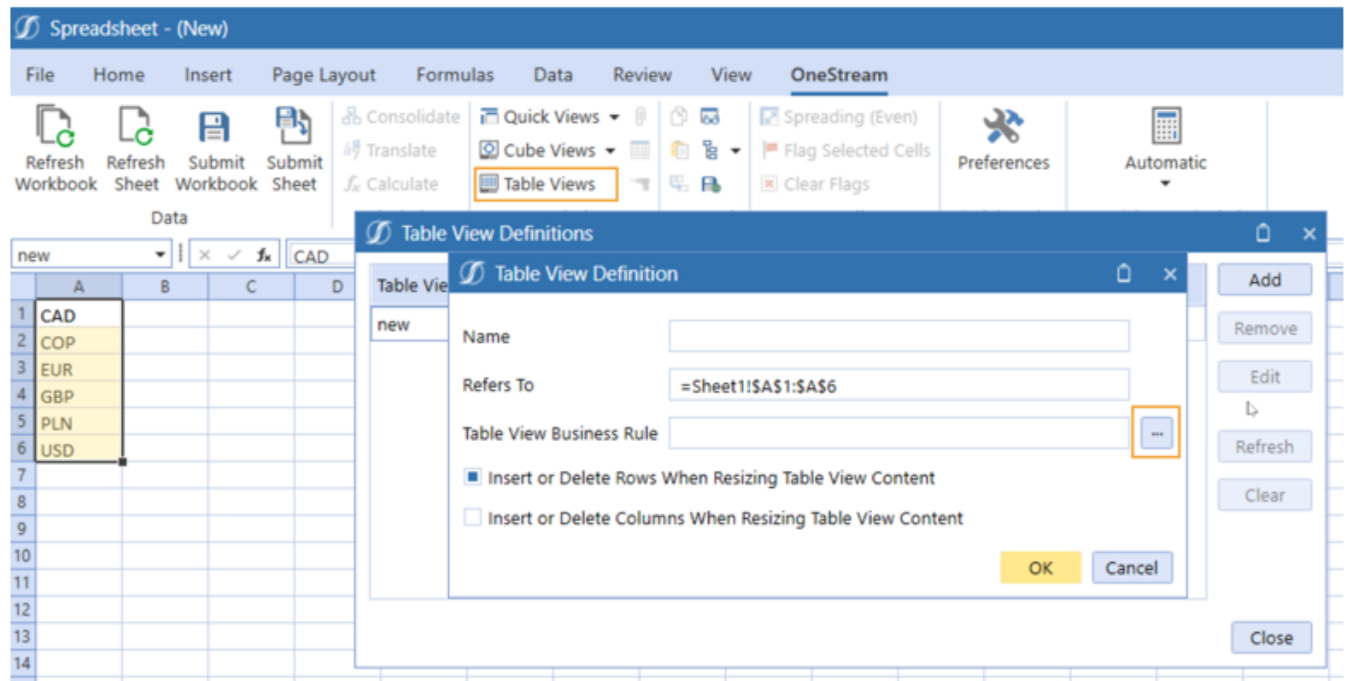 Spreadsheet - (New)
File Home Insert Page Layout Formulas Data Review View OneStream
Refresh Workbook
Refresh Sheet
Submit Workbook
Submit Sheet
Data
Consolidate
Translate
fx Calculate
Quick Views
Cube Views
Table Views
Spreading (Even)
Flag Selected Cells
Clear Flags
Preferences
Automatic
new fx CAD
A B C D
1 CAD
2 COP
3 EUR
4 GBP
5 PLN
6 USD
7
8
9
10
11
12
13
14
Table View Definitions
Table Vie
new
Table View Definition
Name
Refers To =Sheet1!$A$1:$A$6
Table View Business Rule ...
Insert or Delete Rows When Resizing Table View Content
Insert or Delete Columns When Resizing Table View Content
OK Cancel
Add
Remove
Edit
Refresh
Clear
Close